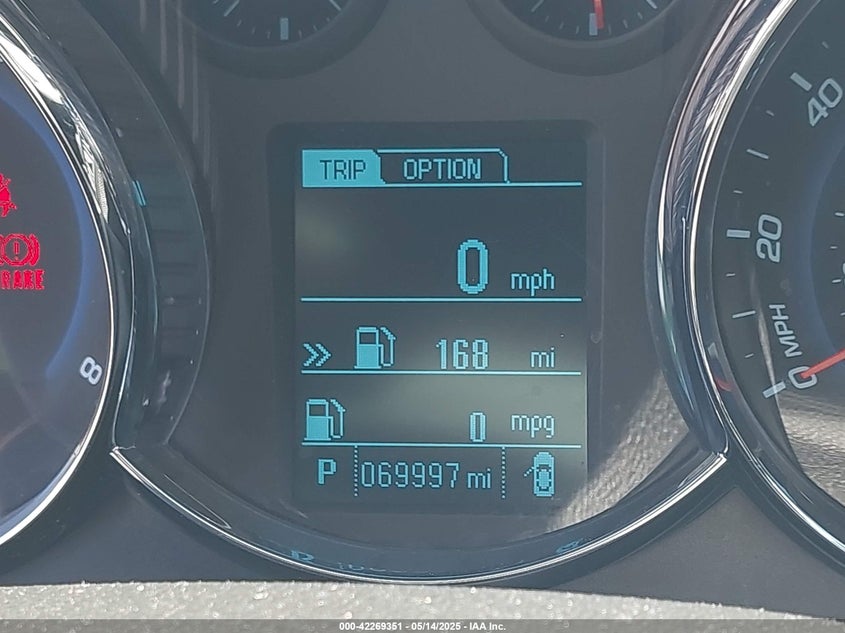 TRIP OPTION
40
0 mph
20
MPH
168 mi
8
0
0 mpg
P 069997 mi
000-42269351 - 05/14/2025 - IAA Inc.